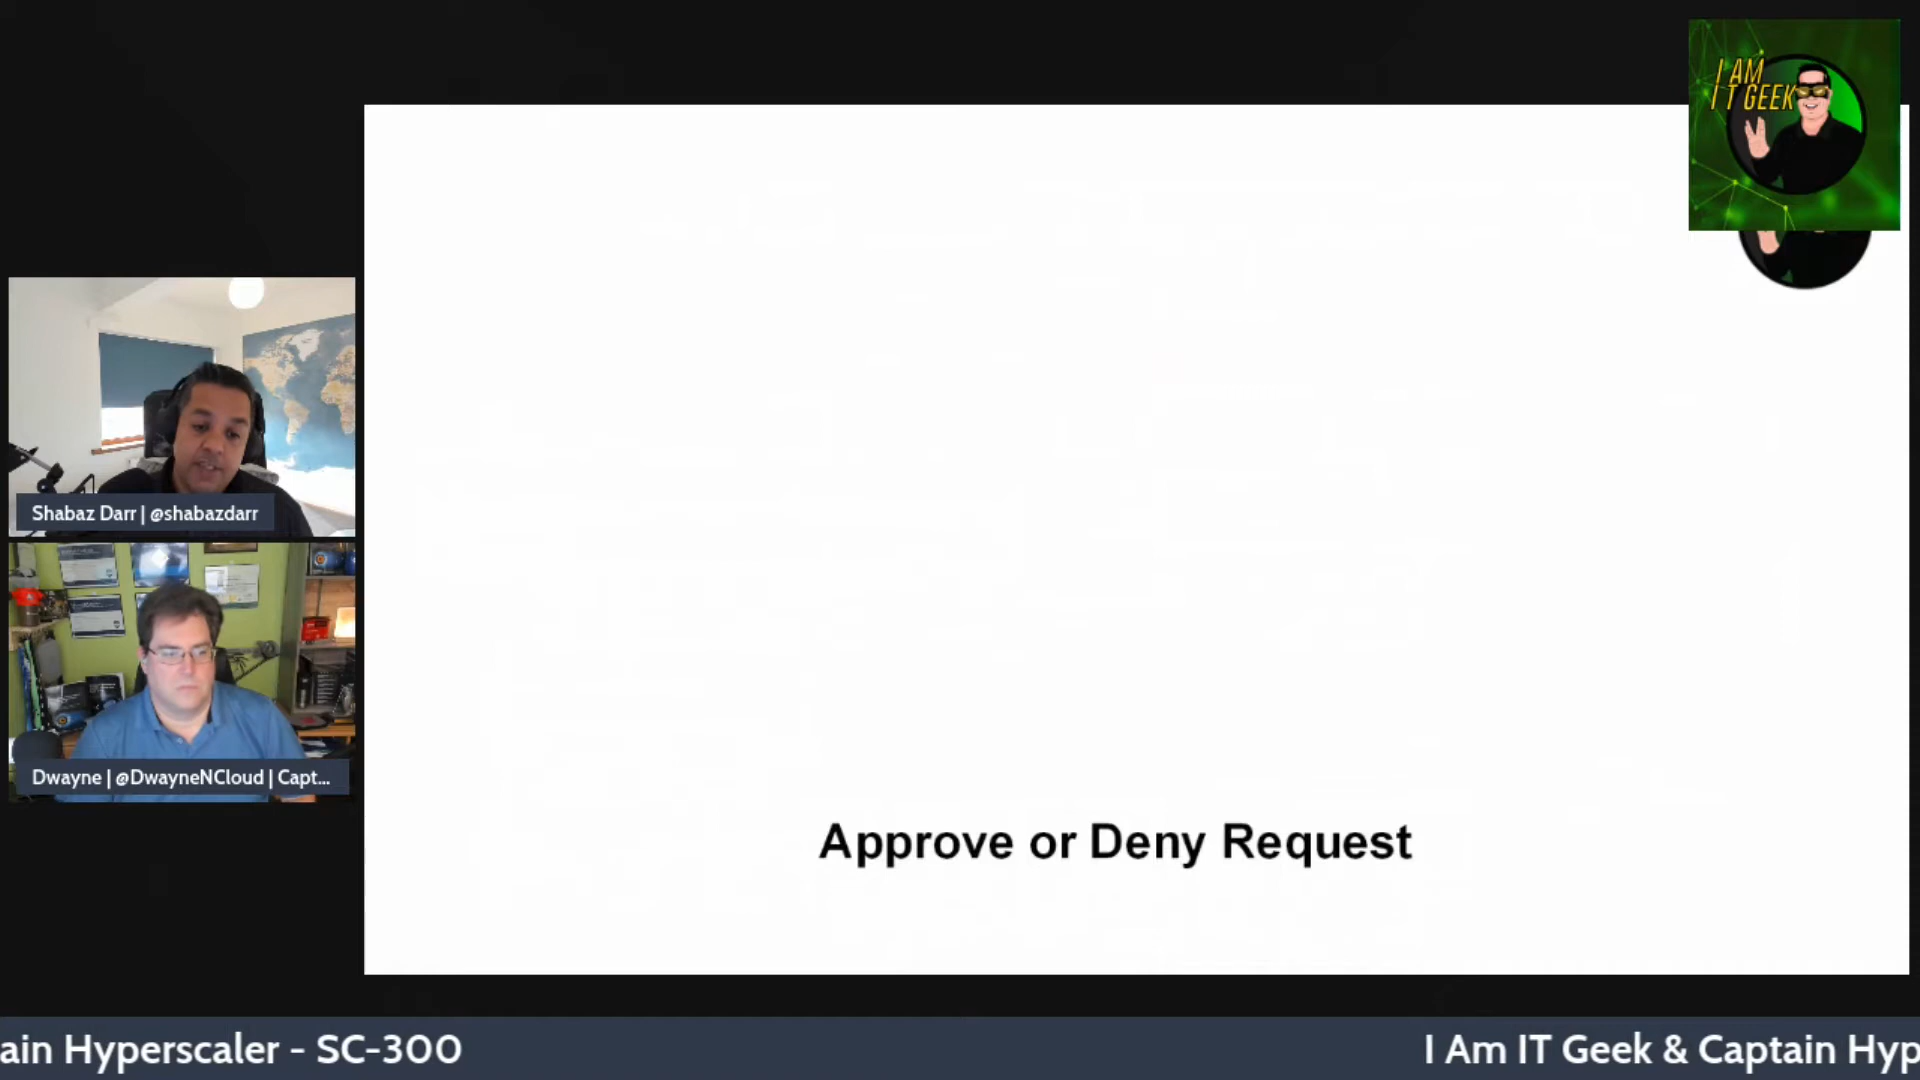 I AM
I T GEEK
Shabaz Darr | @shabazdarr
Dwayne | @DwayneNCloud | Capt...
Approve or Deny Request
ain Hyperscaler - SC-300
I Am IT Geek & Captain Hyp